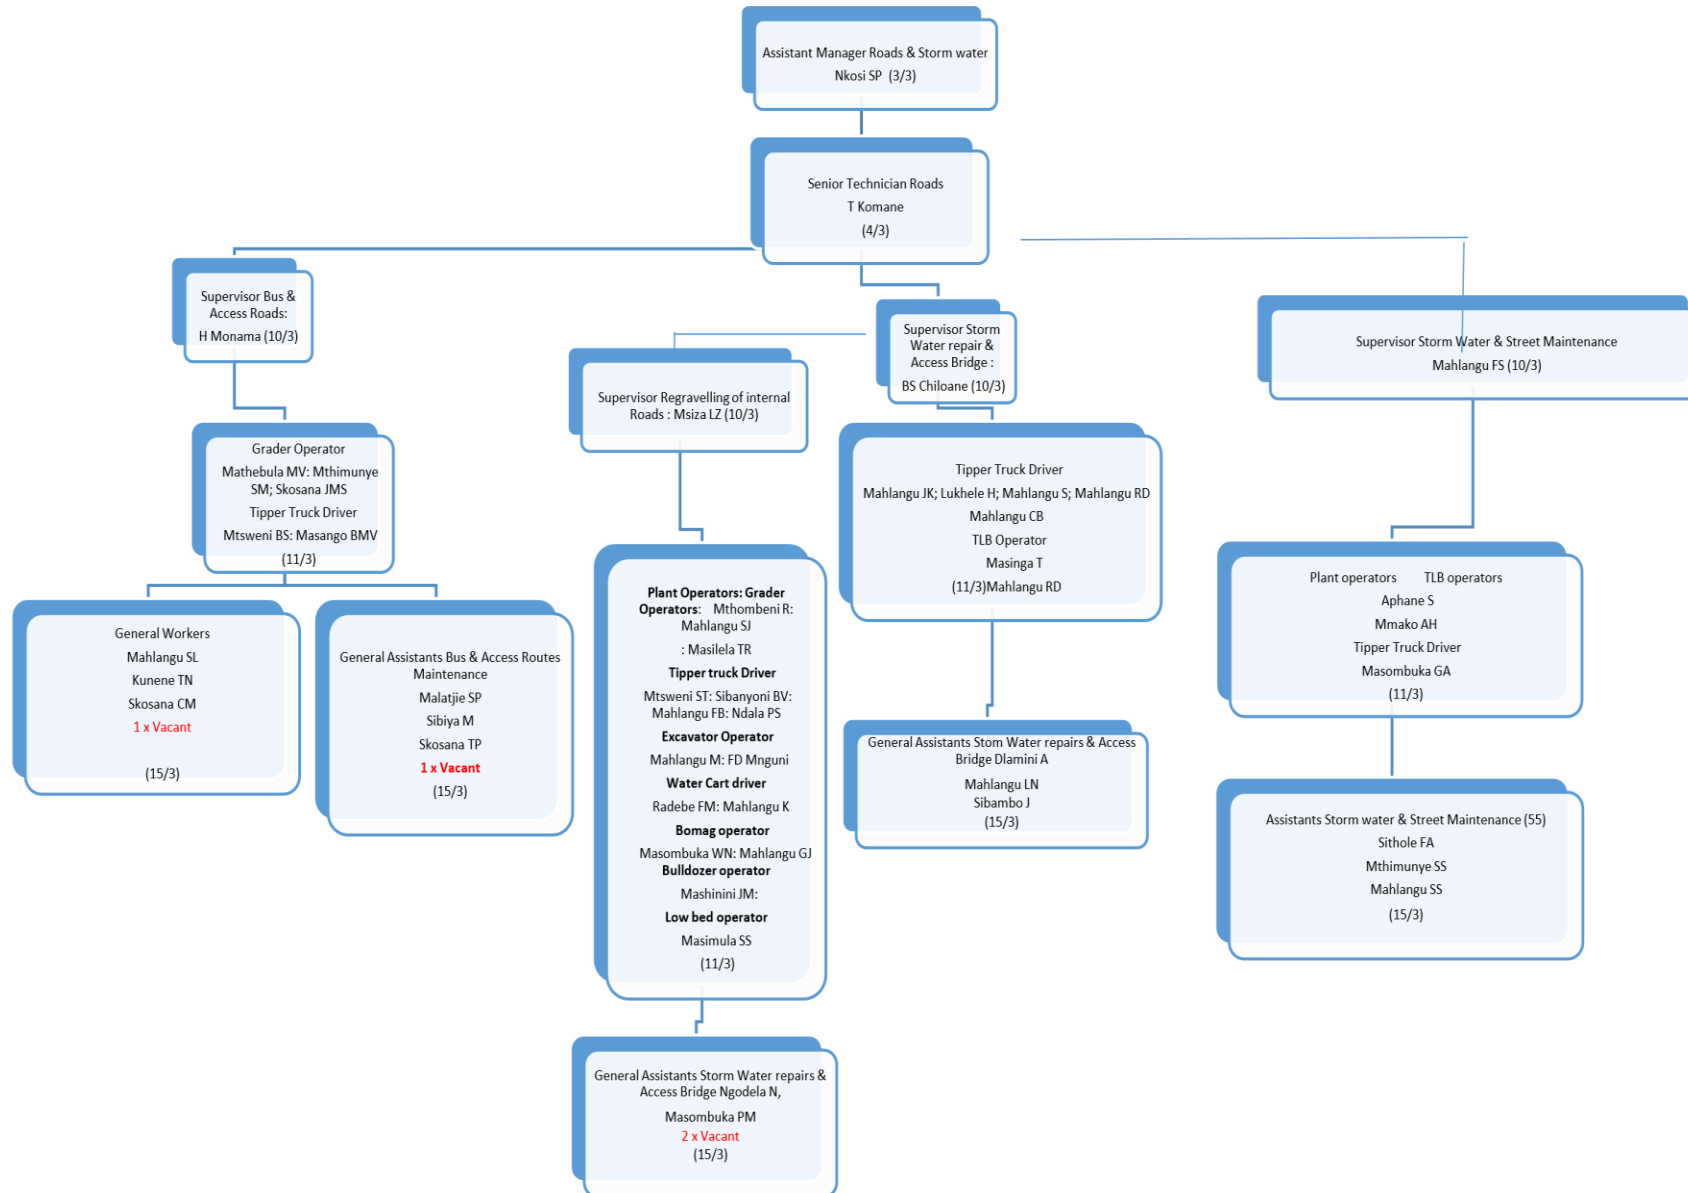 Assistant Manager Roads & Storm water
Nkosi SP (3/3)
Senior Technician Roads
T Komane
(4/3)
Supervisor Bus &
Access Roads:
H Monama (10/3)
Supervisor Regravelling of internal
Roads : Msiza LZ (10/3)
Supervisor Storm
Water repair &
Access Bridge :
BS Chiloane (10/3)
Supervisor Storm Water & Street Maintenance
Mahlangu FS (10/3)
Grader Operator
Mathebula MV: Mthimunye
SM; Skosana JMS
Tipper Truck Driver
Mtsweni BS: Masango BMV
(11/3)
General Workers
Mahlangu SL
Kunene TN
Skosana CM
1 x Vacant
(15/3)
General Assistants Bus & Access Routes
Maintenance
Malatjie SP
Sibiya M
Skosana TP
1 x Vacant
(15/3)
Plant Operators: Grader
Operators: Mthombeni R:
Mahlangu SJ
: Masilela TR
Tipper truck Driver
Mtsweni ST: Sibanyoni BV:
Mahlangu FB: Ndala PS
Excavator Operator
Mahlangu M: FD Mnguni
Water Cart driver
Radebe FM: Mahlangu K
Bomag operator
Masombuka WN: Mahlangu GJ
Bulldozer operator
Mashinini JM:
Low bed operator
Masimula SS
(11/3)
General Assistants Storm Water repairs &
Access Bridge Ngodela N,
Masombuka PM
2 x Vacant
(15/3)
Tipper Truck Driver
Mahlangu JK; Lukhele H; Mahlangu S; Mahlangu RD
Mahlangu CB
TLB Operator
Masinga T
(11/3)Mahlangu RD
General Assistants Stom Water repairs & Access
Bridge Dlamini A
Mahlangu LN
Sibambo J
(15/3)
Plant operators TLB operators
Aphane S
Mmako AH
Tipper Truck Driver
Masombuka GA
(11/3)
Assistants Storm water & Street Maintenance (55)
Sithole FA
Mthimunye SS
Mahlangu SS
(15/3)